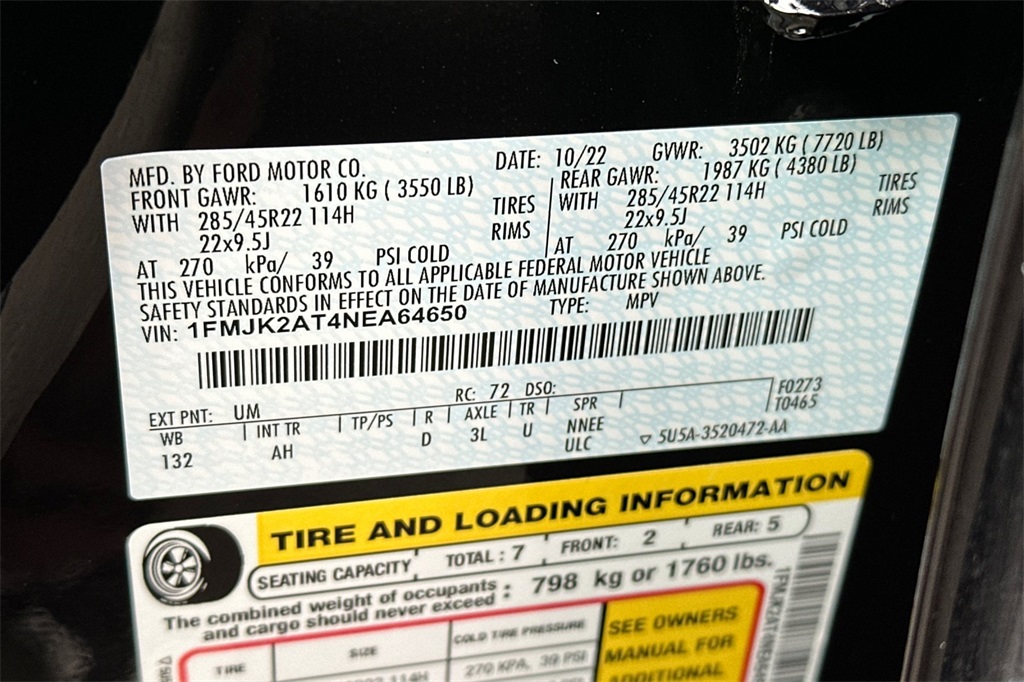 MFD. BY FORD MOTOR CO. DATE: 10/22 GVWR: 3502 KG ( 7720 LB)
FRONT GAWR: 1610 KG ( 3550 LB) REAR GAWR: 1987 KG ( 4380 LB)
WITH 285/45R22 114H TIRES WITH 285/45R22 114H TIRES
22x9.5J RIMS 22x9.5J RIMS
AT 270 kPa/ 39 PSI COLD AT 270 kPa/ 39 PSI COLD
THIS VEHICLE CONFORMS TO ALL APPLICABLE FEDERAL MOTOR VEHICLE
SAFETY STANDARDS IN EFFECT ON THE DATE OF MANUFACTURE SHOWN ABOVE.
VIN: 1FMJK2AT4NEA64650 TYPE: MPV
EXT PNT: UM RC: 72 DSO: F0273
WB INT TR TP/PS R AXLE TR SPR T0465
132 AH D 3L U NNEE
ULC ▽ 5U5A-3520472-AA
TIRE AND LOADING INFORMATION
SEATING CAPACITY TOTAL : 7 FRONT: 2 REAR: 5
The combined weight of occupants : 798 kg or 1760 lbs.
and cargo should never exceed
TIRE SIZE COLD TIRE PRESSURE SEE OWNERS
MANUAL FOR
114H 270 KPA, 39 PSI ADDITIONAL